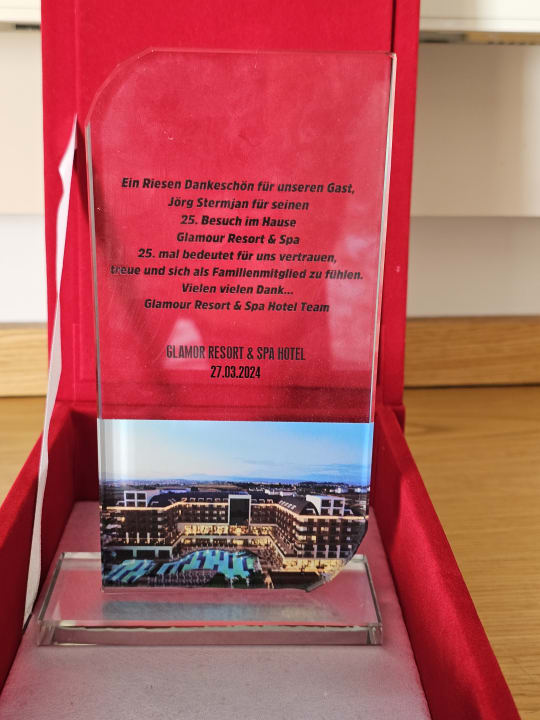 Ein Riesen Dankeschön für unseren Gast,
Jörg Stermjan für seinen
25. Besuch im Hause
Glamour Resort & Spa
25. mal bedeutet für uns vertrauen,
treue und sich als Familienmitglied zu fühlen.
Vielen vielen Dank...
Glamour Resort & Spa Hotel Team
GLAMOR RESORT & SPA HOTEL
27.03.2024